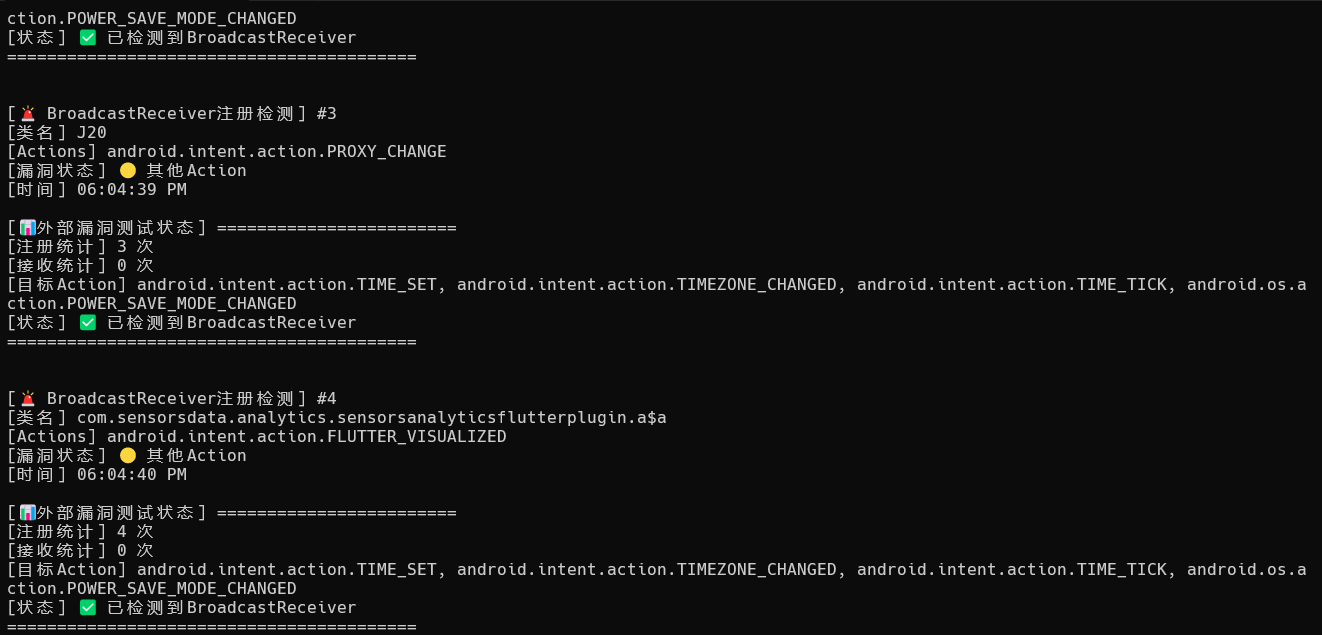 ction.POWER_SAVE_MODE_CHANGED
[状态] ✅ 已检测到BroadcastReceiver
=========================================
[🚨 BroadcastReceiver注册检测] #3
[类名] J20
[Actions] android.intent.action.PROXY_CHANGE
[漏洞状态] 🟡 其他Action
[时间] 06:04:39 PM
[📊外部漏洞测试状态] ========================
[注册统计] 3 次
[接收统计] 0 次
[目标Action] android.intent.action.TIME_SET, android.intent.action.TIMEZONE_CHANGED, android.intent.action.TIME_TICK, android.os.a
ction.POWER_SAVE_MODE_CHANGED
[状态] ✅ 已检测到BroadcastReceiver
=========================================
[🚨 BroadcastReceiver注册检测] #4
[类名] com.sensorsdata.analytics.sensorsanalyticsflutterplugin.a$a
[Actions] android.intent.action.FLUTTER_VISUALIZED
[漏洞状态] 🟡 其他Action
[时间] 06:04:40 PM
[📊外部漏洞测试状态] ========================
[注册统计] 4 次
[接收统计] 0 次
[目标Action] android.intent.action.TIME_SET, android.intent.action.TIMEZONE_CHANGED, android.intent.action.TIME_TICK, android.os.a
ction.POWER_SAVE_MODE_CHANGED
[状态] ✅ 已检测到BroadcastReceiver
=========================================